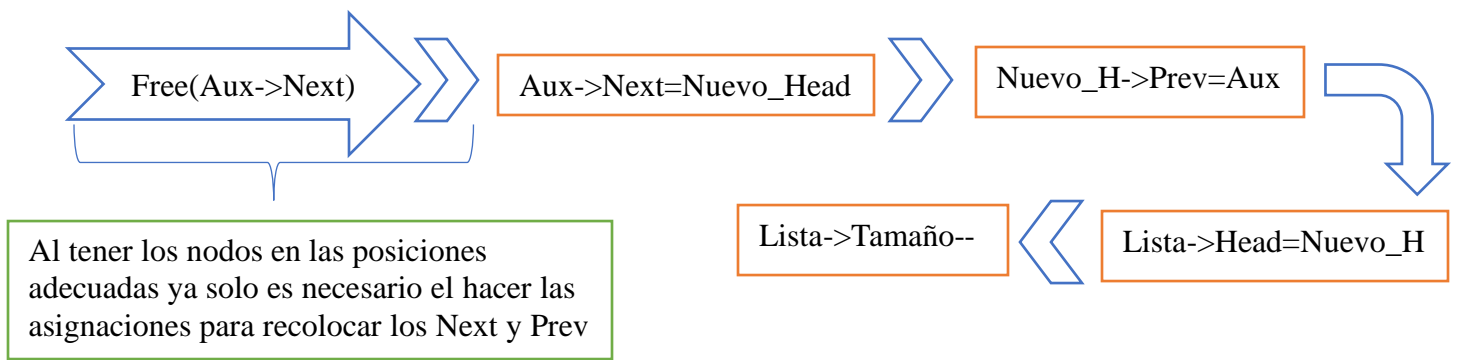 Free(Aux->Next)
Aux->Next=Nuevo_Head
Nuevo_H->Prev=Aux
Lista->Head=Nuevo_H
Lista->Tamaño--
Al tener los nodos en las posiciones
adecuadas ya solo es necesario el hacer las
asignaciones para recolocar los Next y Prev